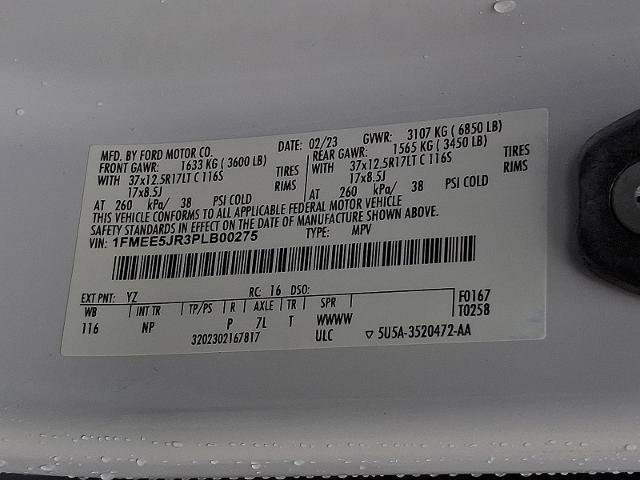 MFD. BY FORD MOTOR CO. DATE: 02/23 GVWR: 3107 KG ( 6850 LB)
FRONT GAWR: 1633 KG ( 3600 LB) REAR GAWR: 1565 KG ( 3450 LB)
WITH 37x12.5R17LT C 116S TIRES WITH 37x12.5R17LT C 116S TIRES
17x8.5J RIMS 17x8.5J RIMS
AT 260 kPa/ 38 PSI COLD AT 260 kPa/ 38 PSI COLD
THIS VEHICLE CONFORMS TO ALL APPLICABLE FEDERAL MOTOR VEHICLE
SAFETY STANDARDS IN EFFECT ON THE DATE OF MANUFACTURE SHOWN ABOVE.
VIN: 1FMEE5JR3PLB00275 TYPE: MPV
EXT PNT: YZ RC: 16 DSO: F0167
WB INT TR TP/PS R AXLE TR SPR T0258
116 NP P 7L T WWWW
3202302167817 ULC ▽ 5U5A-3520472-AA